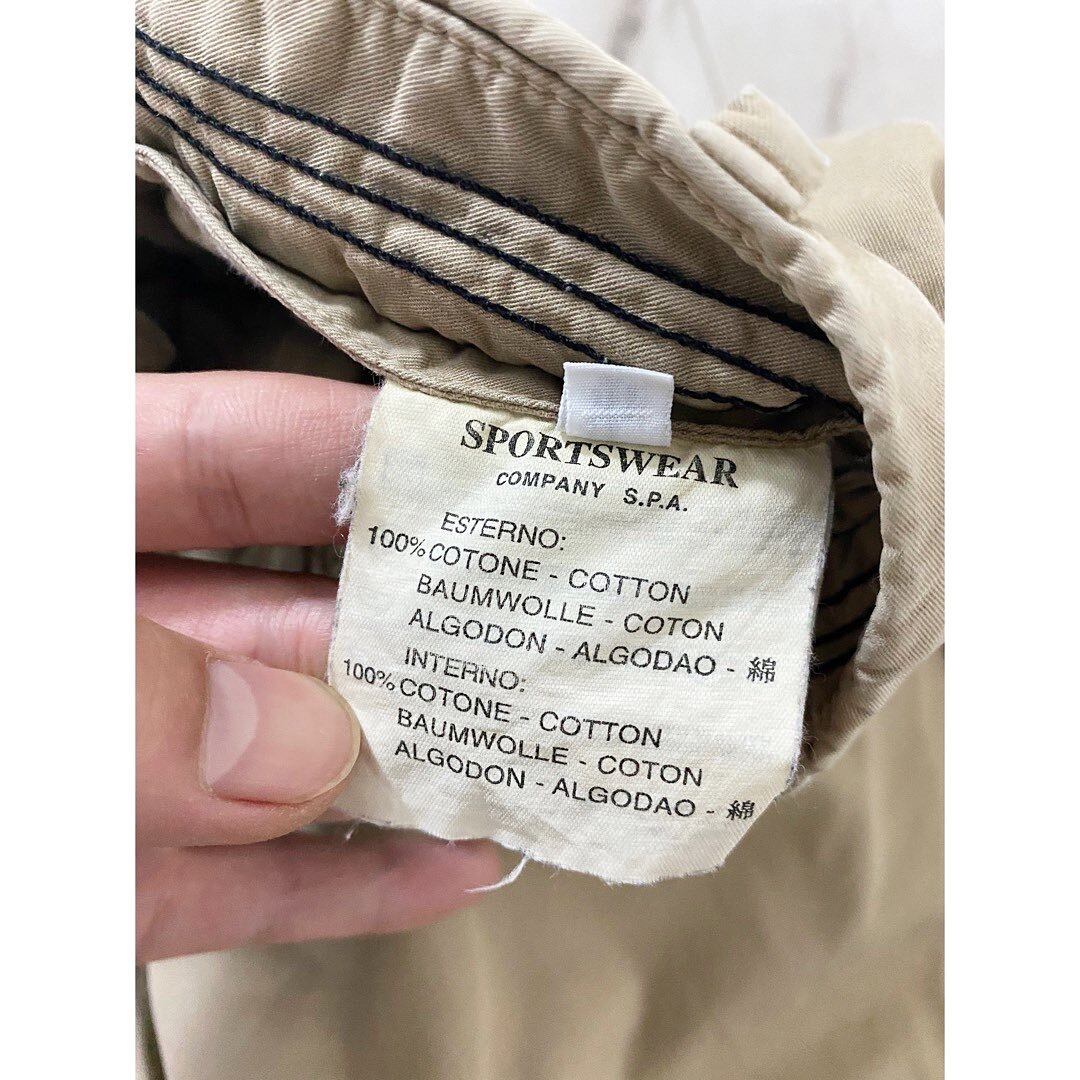 SPORTSWEAR
COMPANY S.P.A.
ESTERNO:
100% COTONE - COTTON
BAUMWOLLE - COTON
ALGODON - ALGODAO - 綿
INTERNO:
100% COTONE - COTTON
BAUMWOLLE - COTON
ALGODON - ALGODAO - 綿